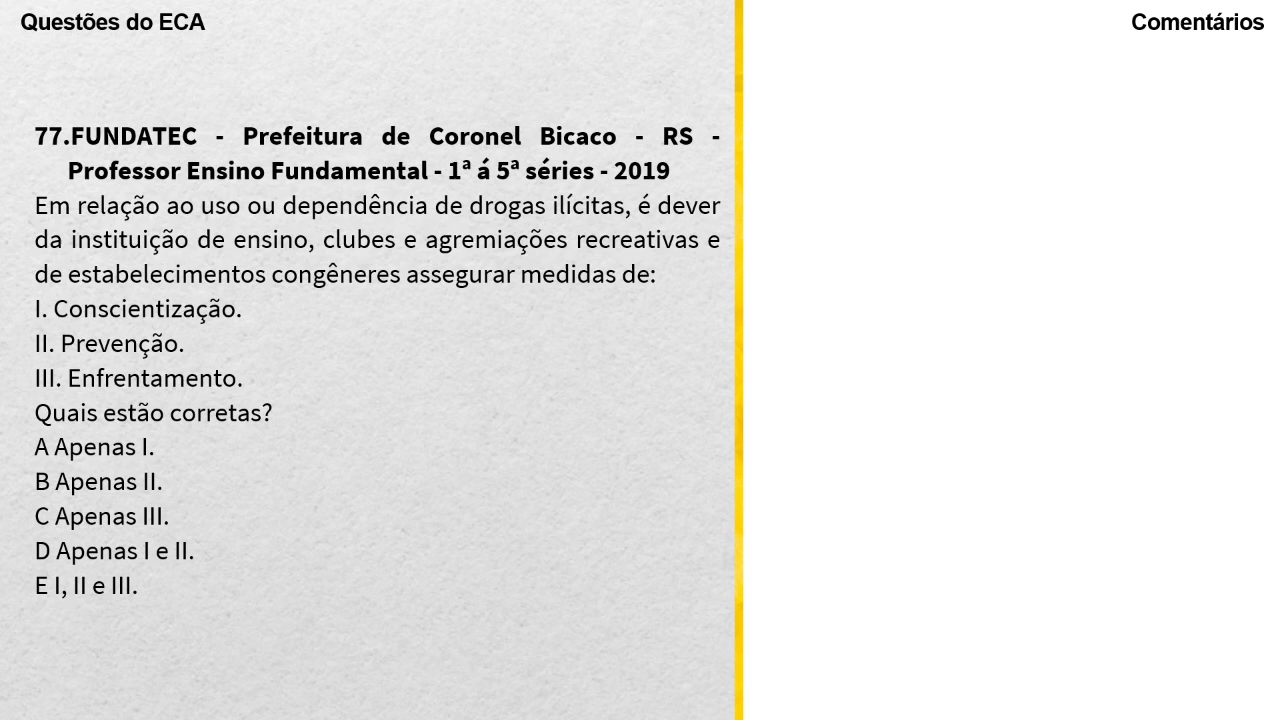 Questões do ECA
Comentários
77.FUNDATEC - Prefeitura de Coronel Bicaco - RS -
Professor Ensino Fundamental - 1ª á 5ª séries - 2019
Em relação ao uso ou dependência de drogas ilícitas, é dever
da instituição de ensino, clubes e agremiações recreativas e
de estabelecimentos congêneres assegurar medidas de:
I. Conscientização.
II. Prevenção.
III. Enfrentamento.
Quais estão corretas?
A Apenas I.
B Apenas II.
C Apenas III.
D Apenas I e II.
E I, II e III.